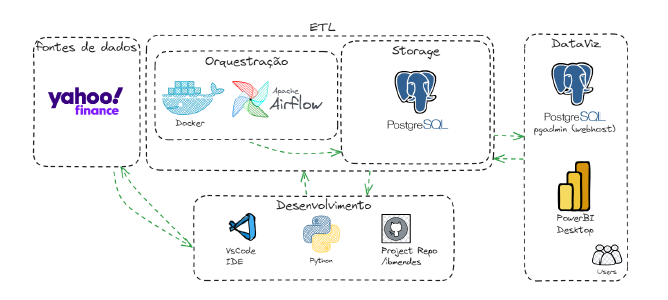 ETL
Fontes de dados
yahoo!
finance
Orquestração
Docker
Apache
Airflow
Storage
PostgreSQL
DataViz
PostgreSQL
pgadmin (webhost)
PowerBI
Desktop
Users
Desenvolvimento
VsCode
IDE
Python
Project Repo
/ibmendes